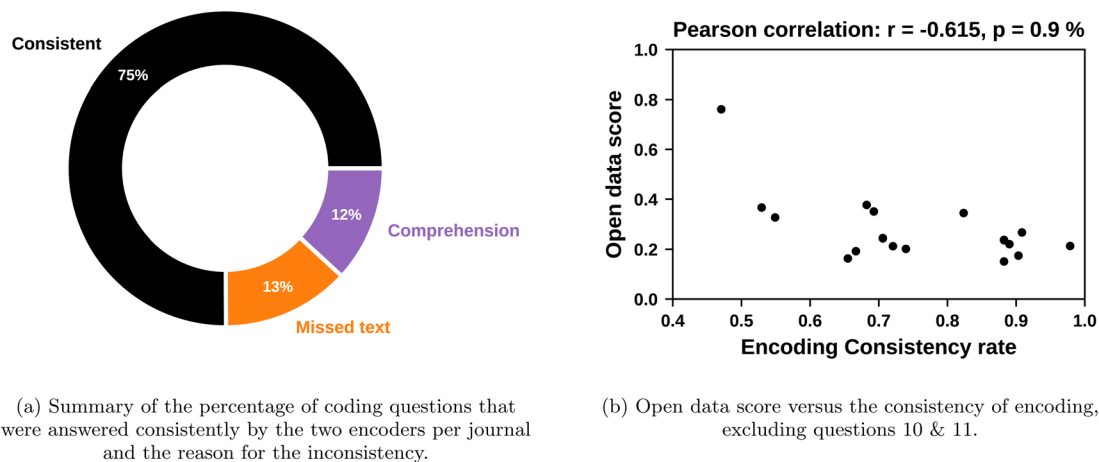 Consistent
75%
12%
Comprehension
13%
Missed text
(a) Summary of the percentage of coding questions that
were answered consistently by the two encoders per journal
and the reason for the inconsistency.
Pearson correlation: r = -0.615, p = 0.9 %
Open data score
1.0
0.8
0.6
0.4
0.2
0.0
0.4 0.5 0.6 0.7 0.8 0.9 1.0
Encoding Consistency rate
(b) Open data score versus the consistency of encoding,
excluding questions 10 & 11.